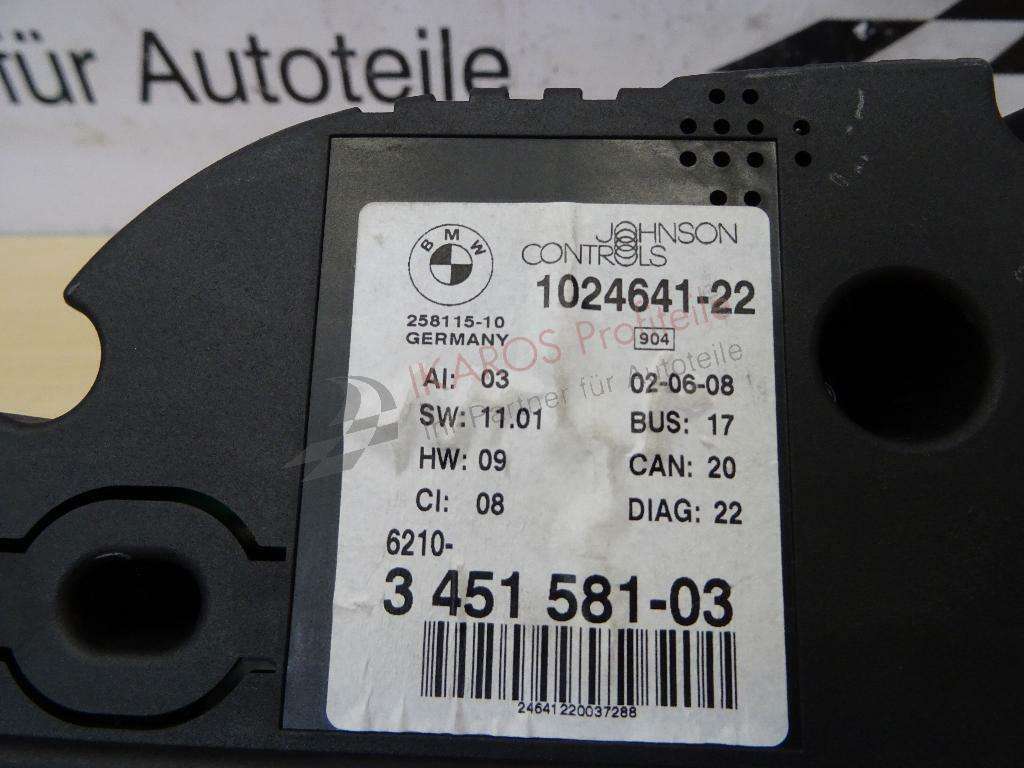 für Autoteile
BMW
JOHNSON
CONTROLS
1024641-22
258115-10
GERMANY
904
AI: 03
02-06-08
SW: 11.01
BUS: 17
HW: 09
CAN: 20
CI: 08
DIAG: 22
6210-
3 451 581-03
24641220037288
IKAROS Profiteile
Ihr Partner für Autoteile